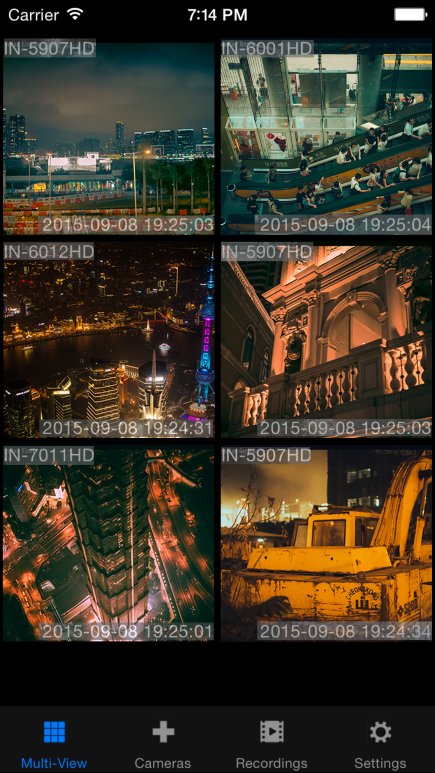 Carrier 7:14 PM
IN-5907HD
IN-6001HD
2015-09-08 19:25:03
2015-09-08 19:25:04
IN-6012HD
IN-5907HD
2015-09-08 19:24:31
2015-09-08 19:25:03
IN-7011HD
IN-5907HD
2015-09-08 19:25:01
2015-09-08 19:24:34
Multi-View
Cameras
Recordings
Settings